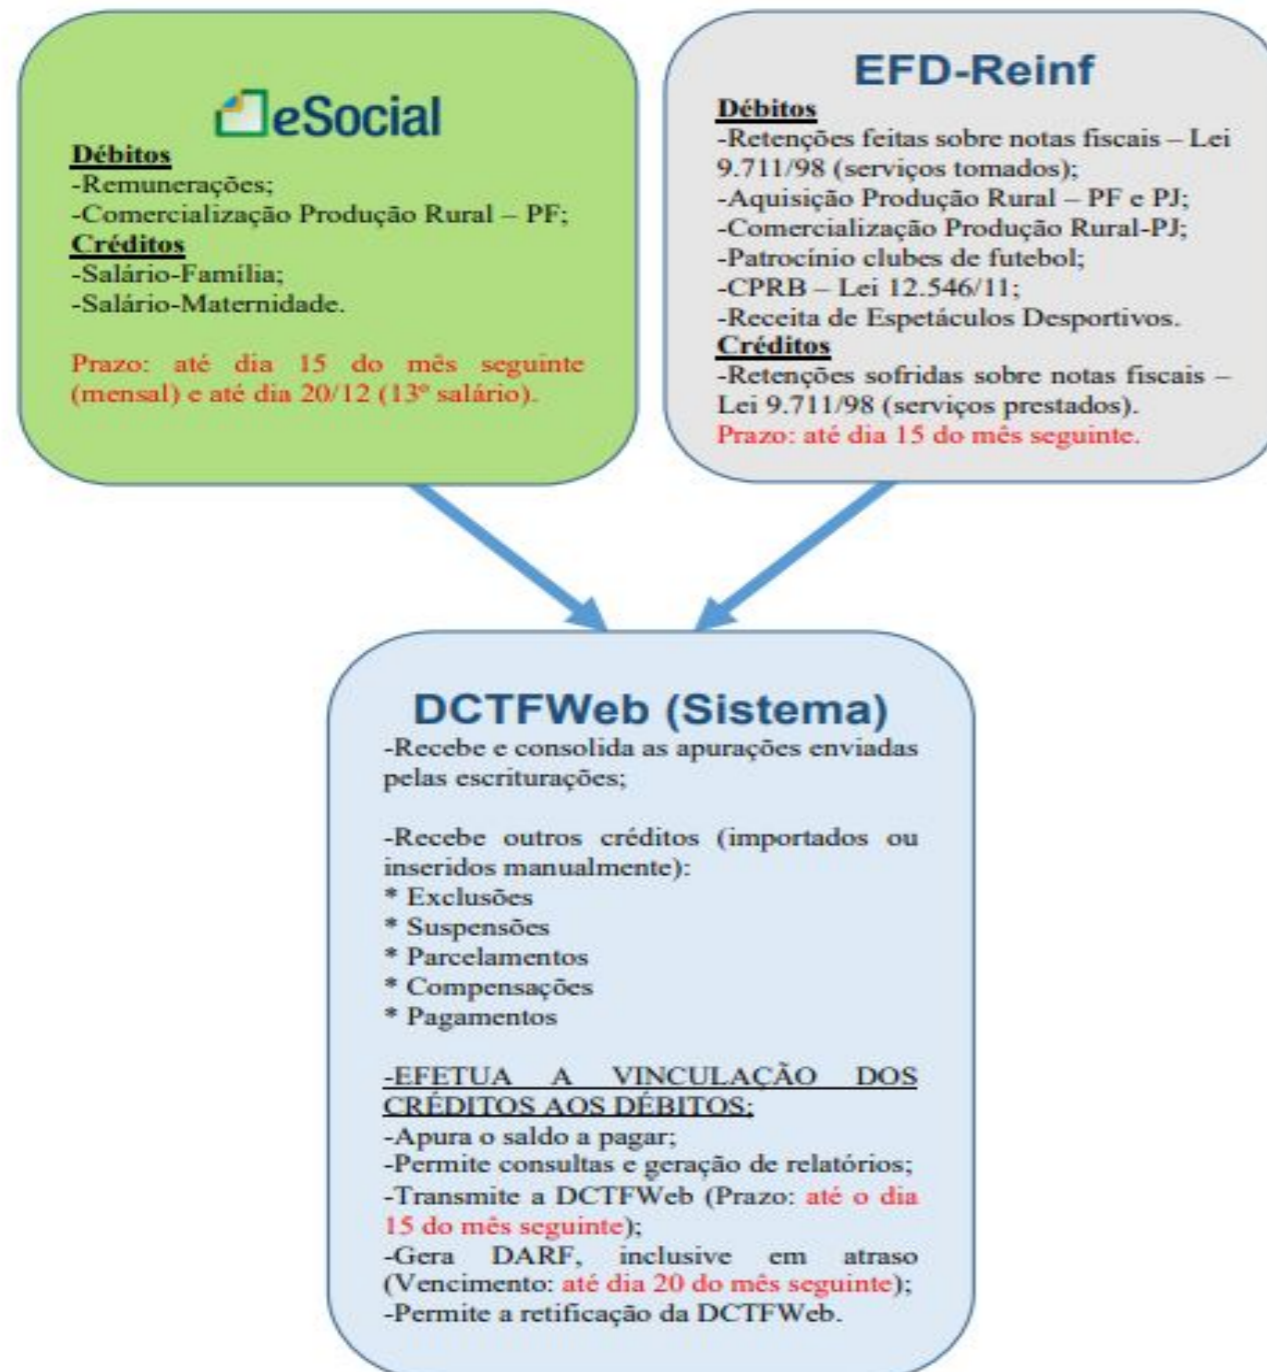 eSocial
Débitos
-Remunerações;
-Comercialização Produção Rural – PF;
Créditos
-Salário-Família;
-Salário-Maternidade.
Prazo: até dia 15 do mês seguinte
(mensal) e até dia 20/12 (13º salário).
EFD-Reinf
Débitos
-Retenções feitas sobre notas fiscais – Lei
9.711/98 (serviços tomados);
-Aquisição Produção Rural – PF e PJ;
-Comercialização Produção Rural-PJ;
-Patrocínio clubes de futebol;
-CPRB – Lei 12.546/11;
-Receita de Espetáculos Desportivos.
Créditos
-Retenções sofridas sobre notas fiscais –
Lei 9.711/98 (serviços prestados).
Prazo: até dia 15 do mês seguinte.
DCTFWeb (Sistema)
-Recebe e consolida as apurações enviadas
pelas escriturações;
-Recebe outros créditos (importados ou
inseridos manualmente):
* Exclusões
* Suspensões
* Parcelamentos
* Compensações
* Pagamentos
-EFETUA A VINCULAÇÃO DOS
CRÉDITOS AOS DÉBITOS;
-Apura o saldo a pagar;
-Permite consultas e geração de relatórios;
-Transmite a DCTFWeb (Prazo: até o dia
15 do mês seguinte);
-Gera DARF, inclusive em atraso
(Vencimento: até dia 20 do mês seguinte);
-Permite a retificação da DCTFWeb.